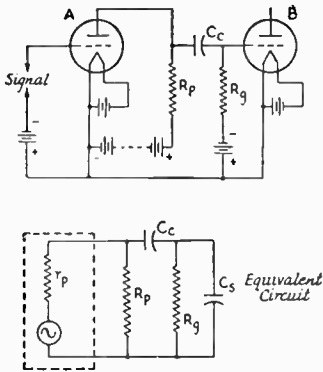 A
B
Cc
Signal
Rp
Rg
- +
- +
- +
Cc
rp
Rp
Rg
Cs
Equivalent
Circuit